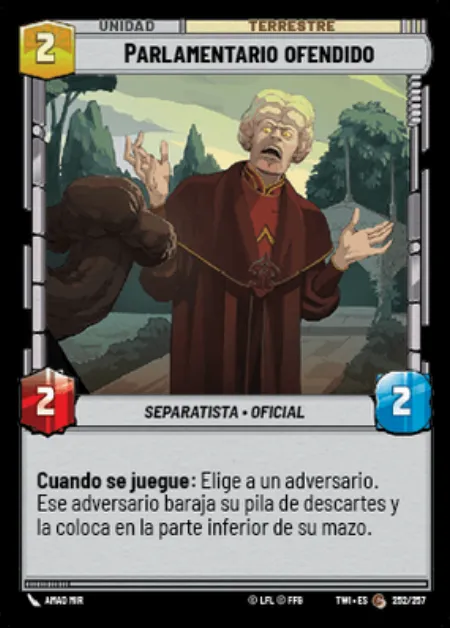 UNIDAD
TERRESTRE
2
PARLAMENTARIO OFENDIDO
2
SEPARATISTA • OFICIAL
2
Cuando se juegue: Elige a un adversario.
Ese adversario baraja su pila de descartes y
la coloca en la parte inferior de su mazo.
AMAD MIR
© LFL © FFG
TWI • ES
C
252/257